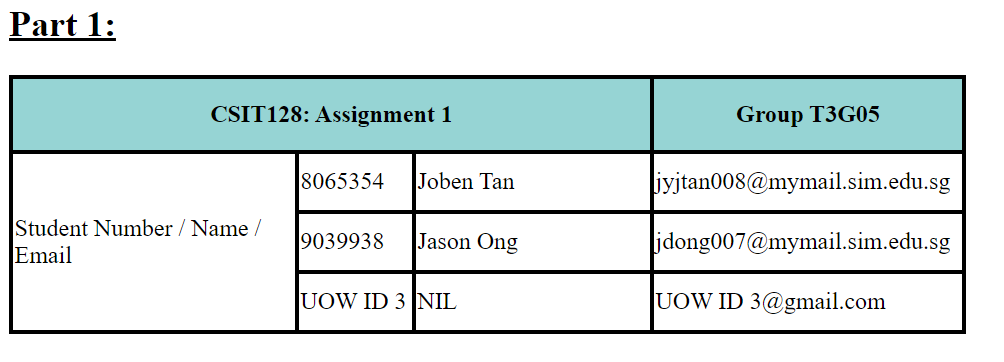 Part 1:
CSIT128: Assignment 1 Group T3G05
Student Number / Name /
Email
8065354 Joben Tan jyjtan008@mymail.sim.edu.sg
9039938 Jason Ong jdong007@mymail.sim.edu.sg
UOW ID 3 NIL UOW ID 3@gmail.com